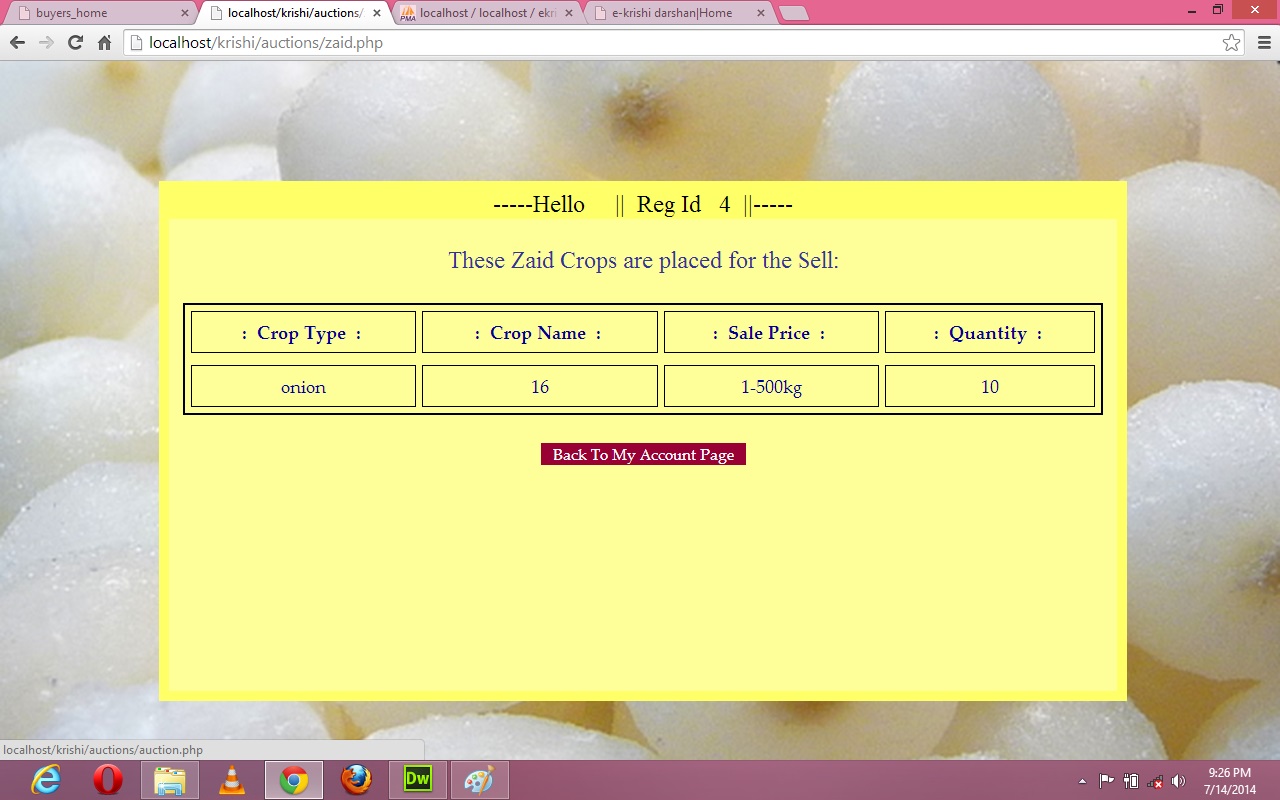 buyers_home
localhost/krishi/auctions/
localhost / localhost / ekri
e-krishi darshan|Home
localhost/krishi/auctions/zaid.php
-----Hello || Reg Id 4 ||-----
These Zaid Crops are placed for the Sell:
: Crop Type : : Crop Name : : Sale Price : : Quantity :
onion 16 1-500kg 10
Back To My Account Page
localhost/krishi/auctions/auction.php
PMA
Dw
9:26 PM
7/14/2014